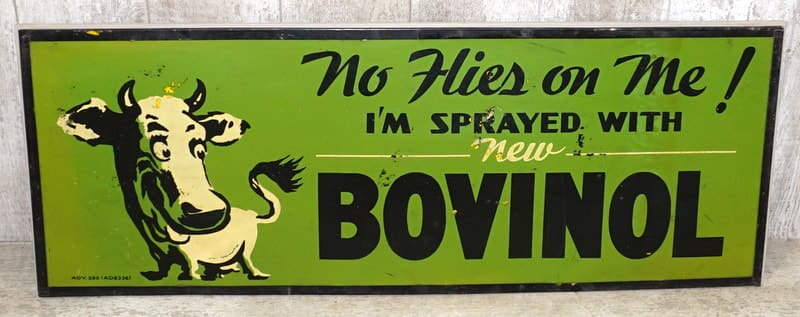 No Flies on Me!
I'M SPRAYED WITH
New
BOVINOL